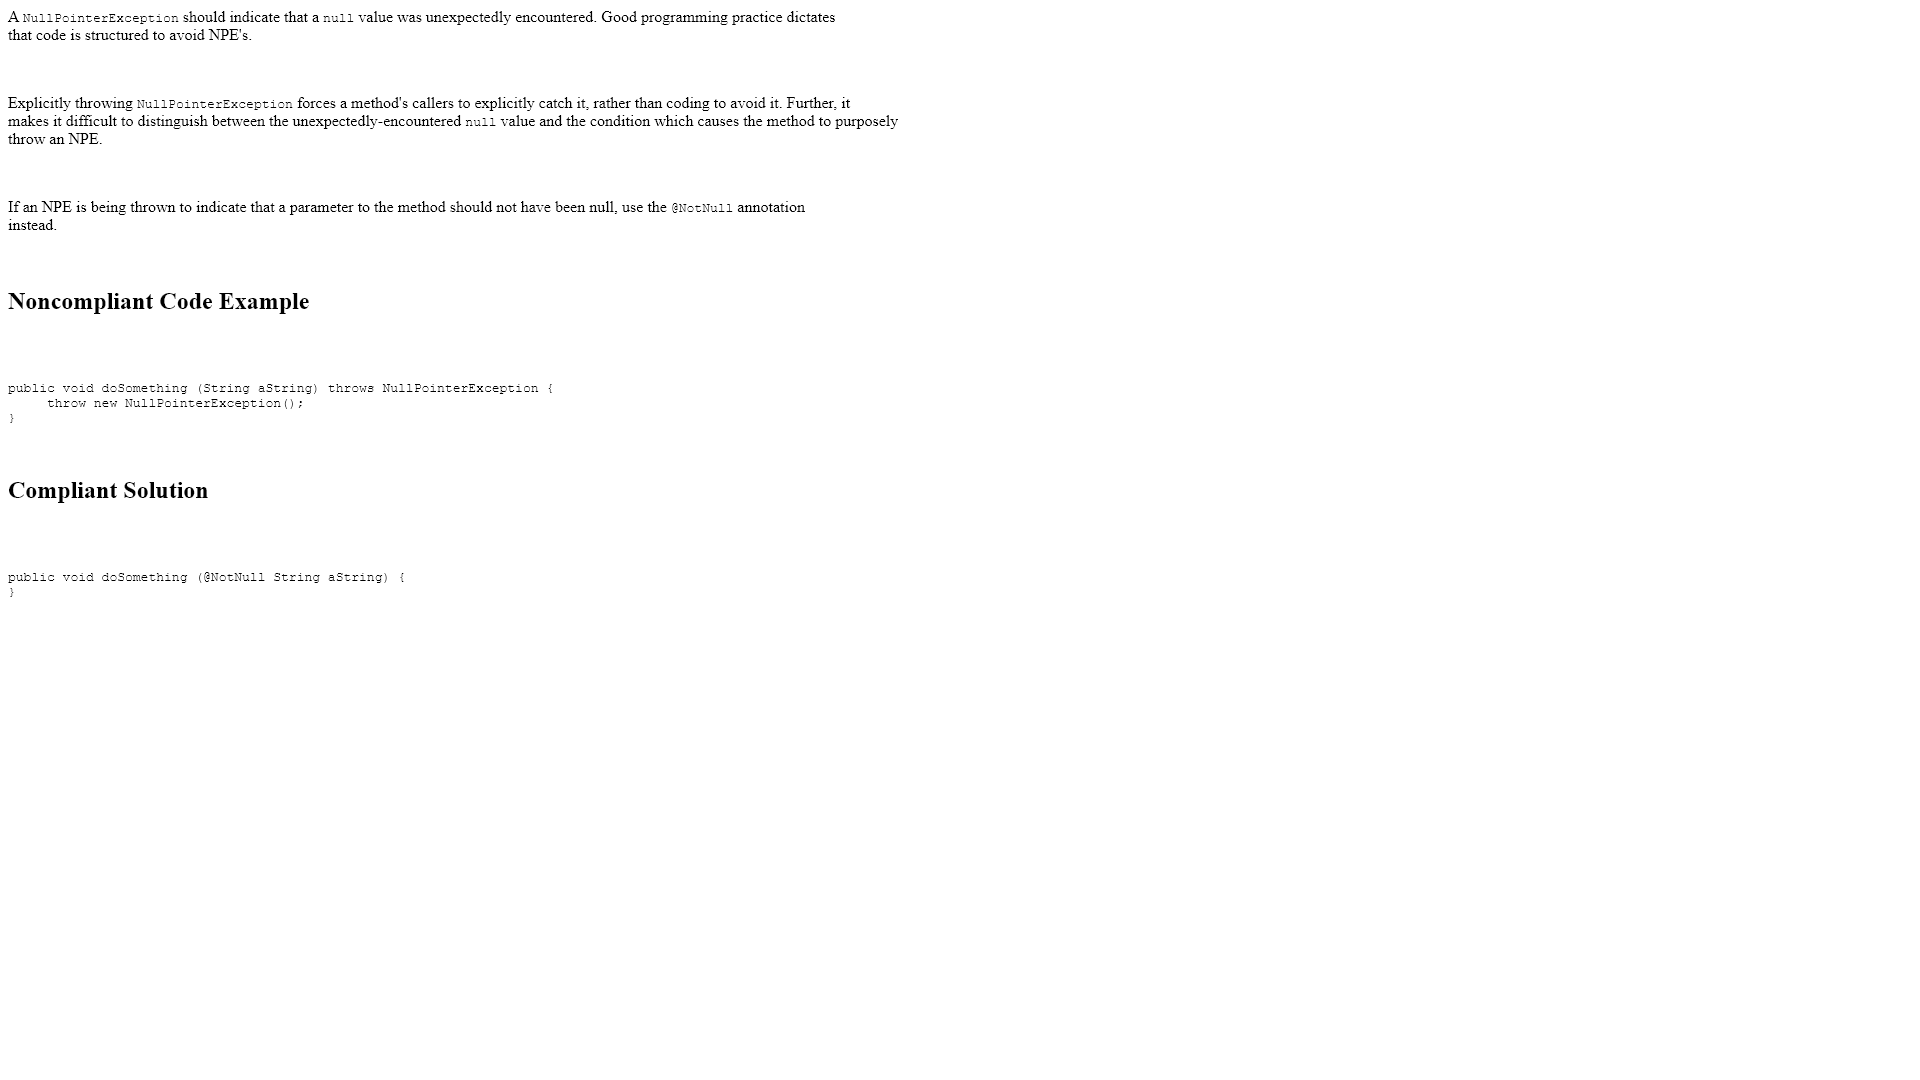 A NullPointerException should indicate that a null value was unexpectedly encountered. Good programming practice dictates
that code is structured to avoid NPE's.
Explicitly throwing NullPointerException forces a method's callers to explicitly catch it, rather than coding to avoid it. Further, it
makes it difficult to distinguish between the unexpectedly-encountered null value and the condition which causes the method to purposely
throw an NPE.
If an NPE is being thrown to indicate that a parameter to the method should not have been null, use the @NotNull annotation
instead.
Noncompliant Code Example
public void doSomething (String aString) throws NullPointerException {
     throw new NullPointerException();
}
Compliant Solution
public void doSomething (@NotNull String aString) {
}